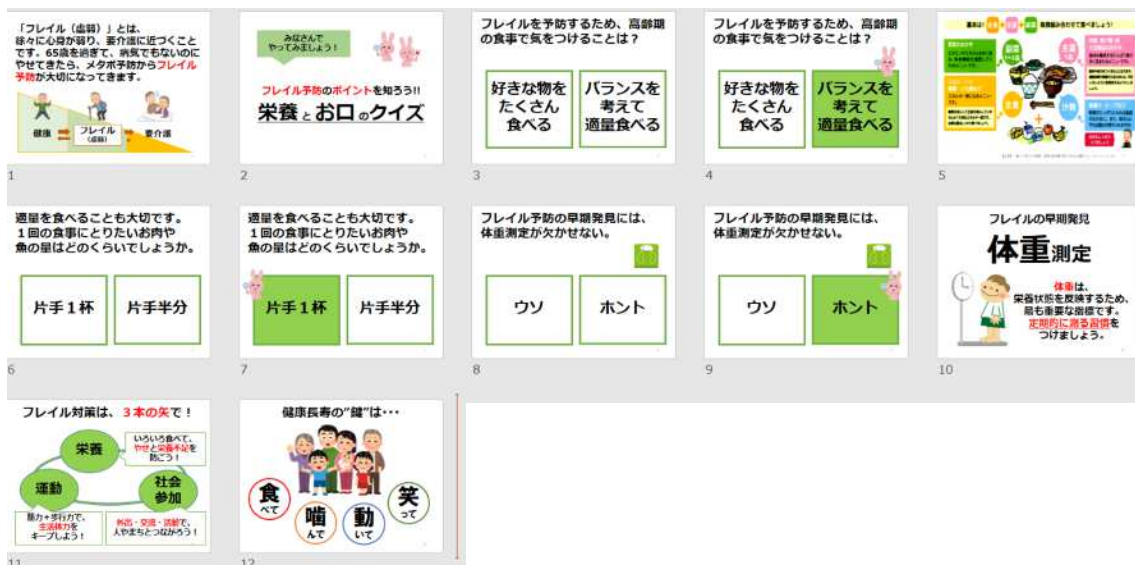 「フレイル（虚弱）」とは、
徐々に心身が弱り、要介護に近づくこと
です。65歳を過ぎて、病気でもないのに
やせてきたら、メタボ予防からフレイル
予防が大切になってきます。
健康
フレイル
（虚弱）
要介護
1
みなさんで
やってみましょう！
フレイル予防のポイントを知ろう!!
栄養とお口のクイズ
2
フレイルを予防するため、高齢期
の食事で気をつけることは？
好きな物を
たくさん
食べる
バランスを
考えて
適量食べる
3
フレイルを予防するため、高齢期
の食事で気をつけることは？
好きな物を
たくさん
食べる
バランスを
考えて
適量食べる
4
副菜
主菜
主食
汁物
5
適量を食べることも大切です。
１回の食事にとりたいお肉や
魚の量はどのくらいでしょうか。
片手１杯
片手半分
6
適量を食べることも大切です。
１回の食事にとりたいお肉や
魚の量はどのくらいでしょうか。
片手１杯
片手半分
7
フレイル予防の早期発見には、
体重測定が欠かせない。
ウソ
ホント
8
フレイル予防の早期発見には、
体重測定が欠かせない。
ウソ
ホント
9
フレイルの早期発見
体重測定
体重は、
栄養状態を反映するため、
最も重要な指標です。
定期的に測る習慣を
つけましょう。
10
フレイル対策は、３本の矢で！
栄養
いろいろ食べて、
やせと栄養不足を
防ごう！
運動
筋力＋歩行力で、
生活体力を
キープしよう！
社会
参加
外出・交流・活動で、
人やまちとつながろう！
11
健康長寿の“鍵”は・・・
食べて
噛んで
動いて
笑って
12